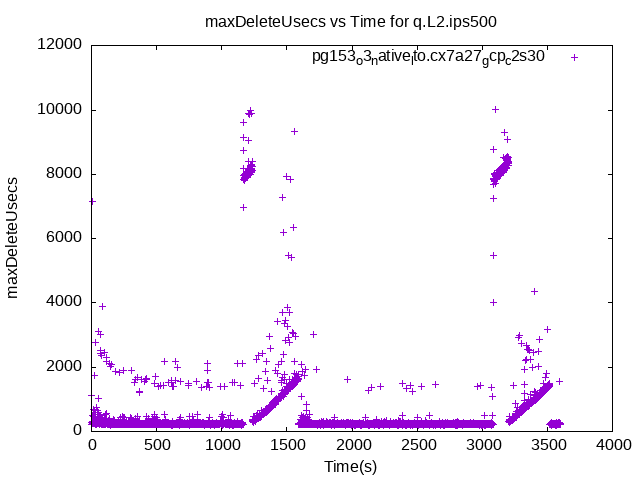 maxDeleteUsecs vs Time for q.L2.ips500
12000
pg153o3native_lto.cx7a27gcpc2s30
10000
8000
6000
4000
2000
0
maxDeleteUsecs
0 500 1000 1500 2000 2500 3000 3500 4000
Time(s)